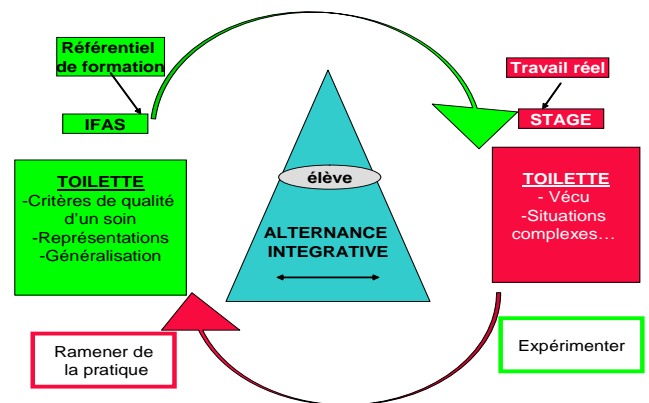 Référentiel
de formation
IFAS
TOILETTE
-Critères de qualité
d'un soin
-Représentations
-Généralisation
Ramener de
la pratique
élève
ALTERNANCE
INTEGRATIVE
Travail réel
STAGE
TOILETTE
- Vécu
-Situations
complexes…
Expérimenter